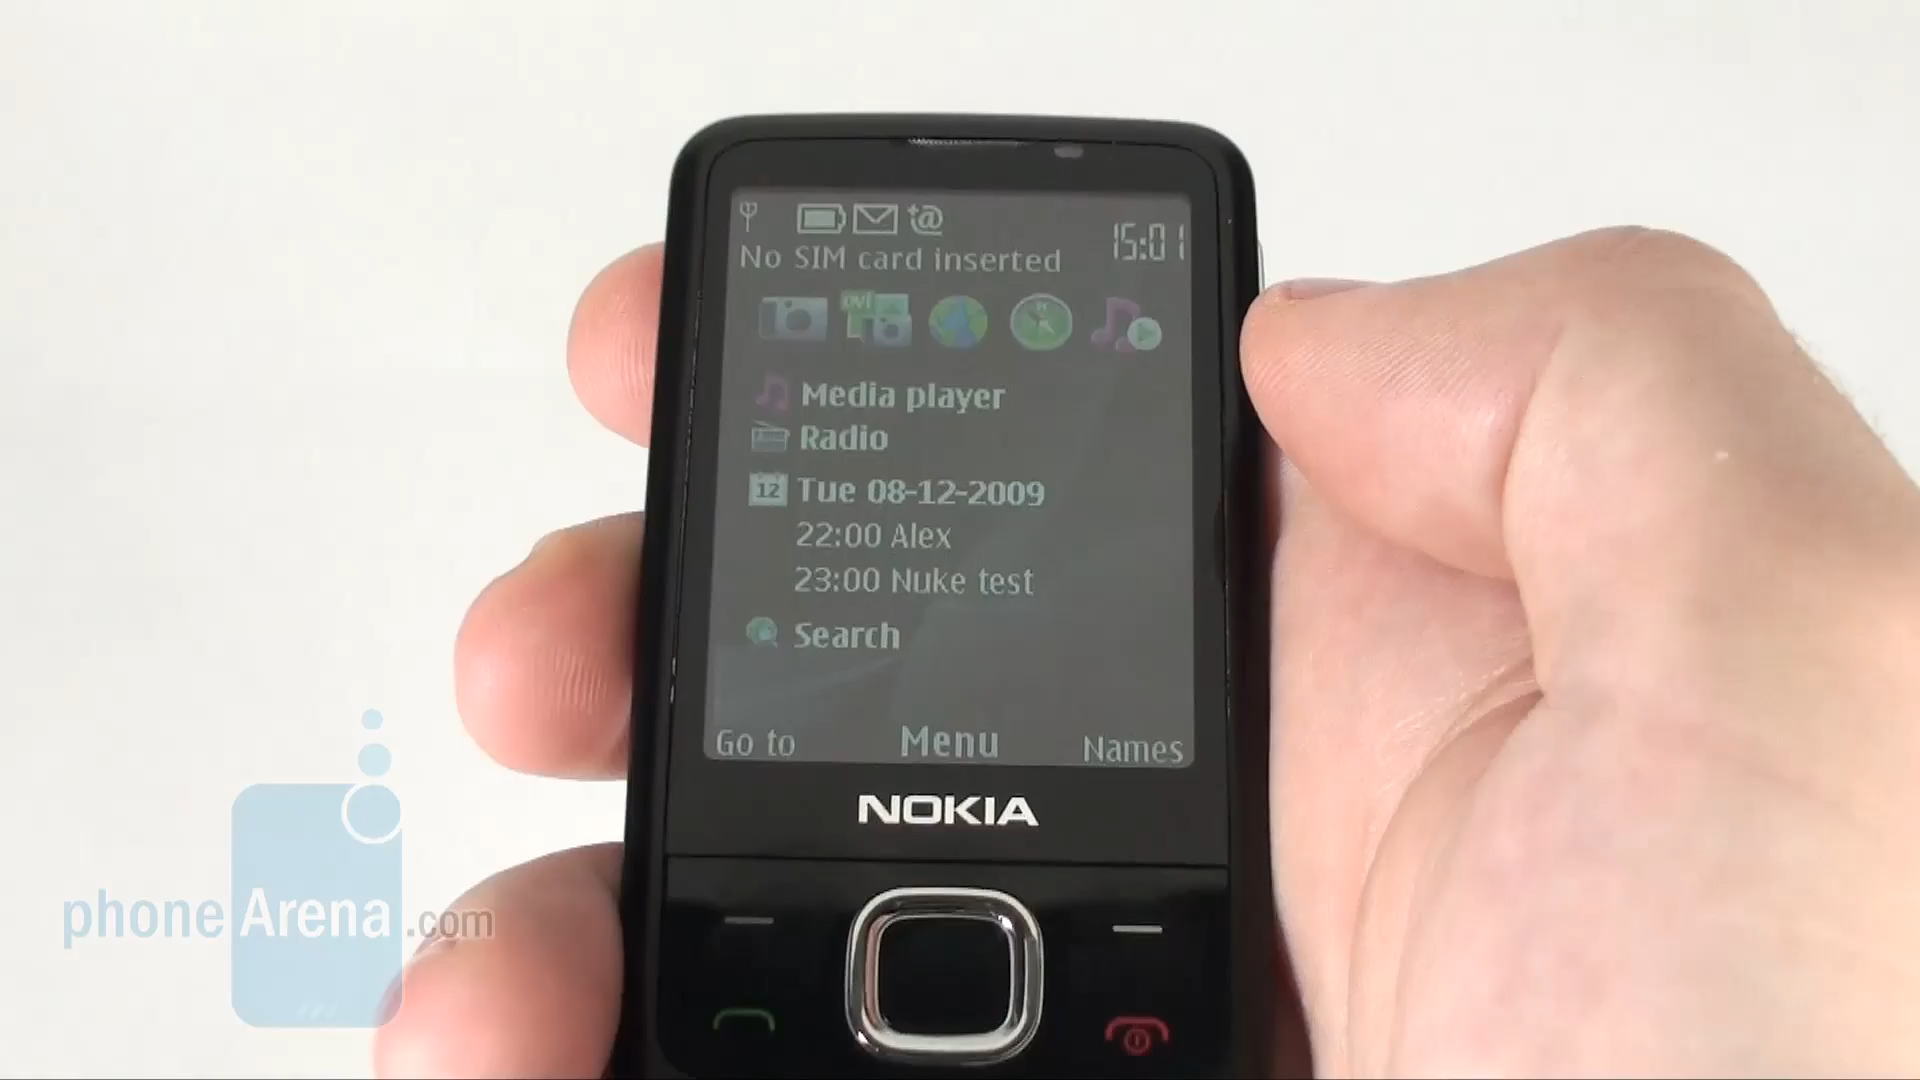 15:01
No SIM card inserted
ovi
Media player
Radio
12 Tue 08-12-2009
22:00 Alex
23:00 Nuke test
Search
Go to Menu Names
NOKIA
phoneArena.com